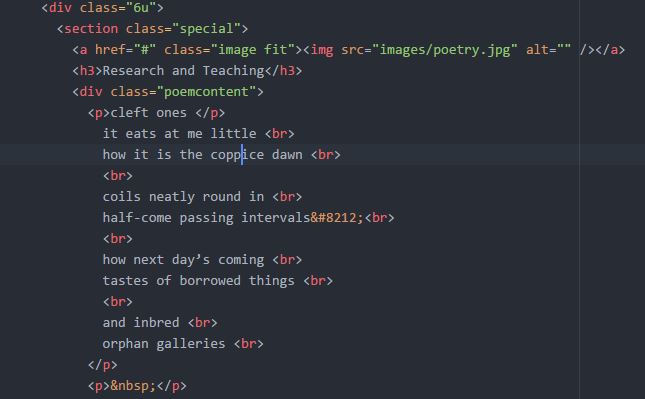 <div class="6u">
<section class="special">
<a href="#" class="image fit"><img src="images/poetry.jpg" alt="" /></a>
<h3>Research and Teaching</h3>
<div class="poemcontent">
<p>cleft ones </p>
it eats at me little <br>
how it is the coppice dawn <br>
<br>
coils neatly round in <br>
half-come passing intervals&#8212;<br>
<br>
how next day’s coming <br>
tastes of borrowed things <br>
<br>
and inbred <br>
orphan galleries <br>
</p>
<p>&nbsp;</p>